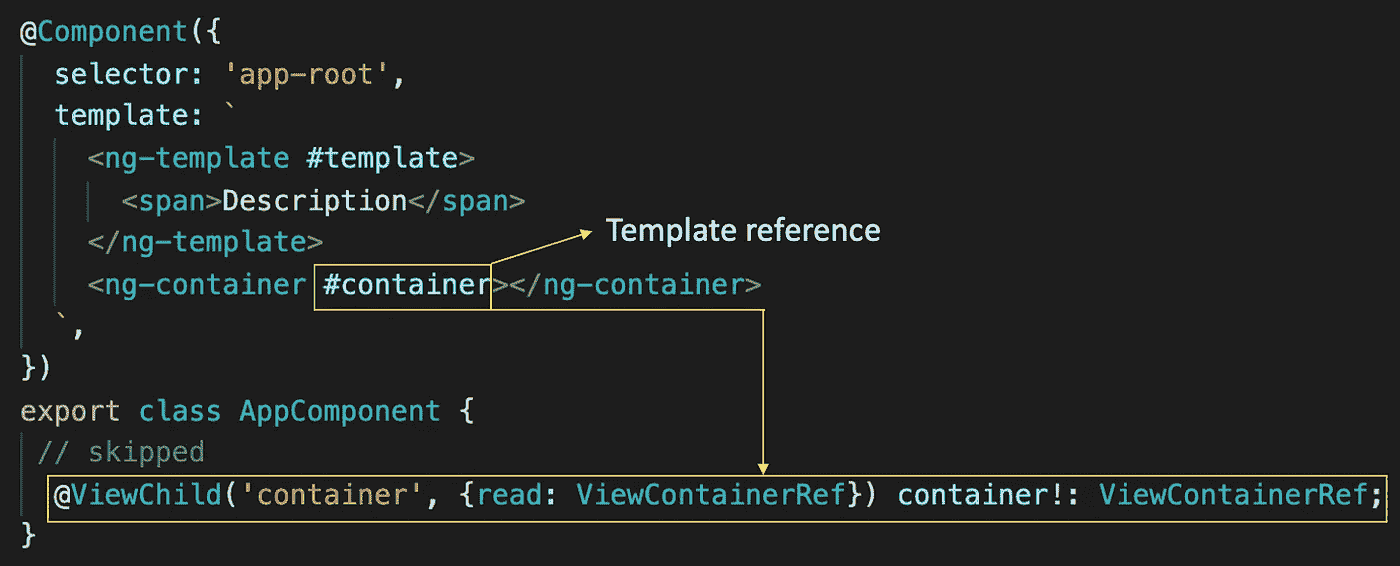 @Component({
selector: 'app-root',
template: `
<ng-template #template>
<span>Description</span>
</ng-template>
Template reference
<ng-container #container></ng-container>
`,
})
export class AppComponent {
// skipped
@ViewChild('container', {read: ViewContainerRef}) container!: ViewContainerRef;
}